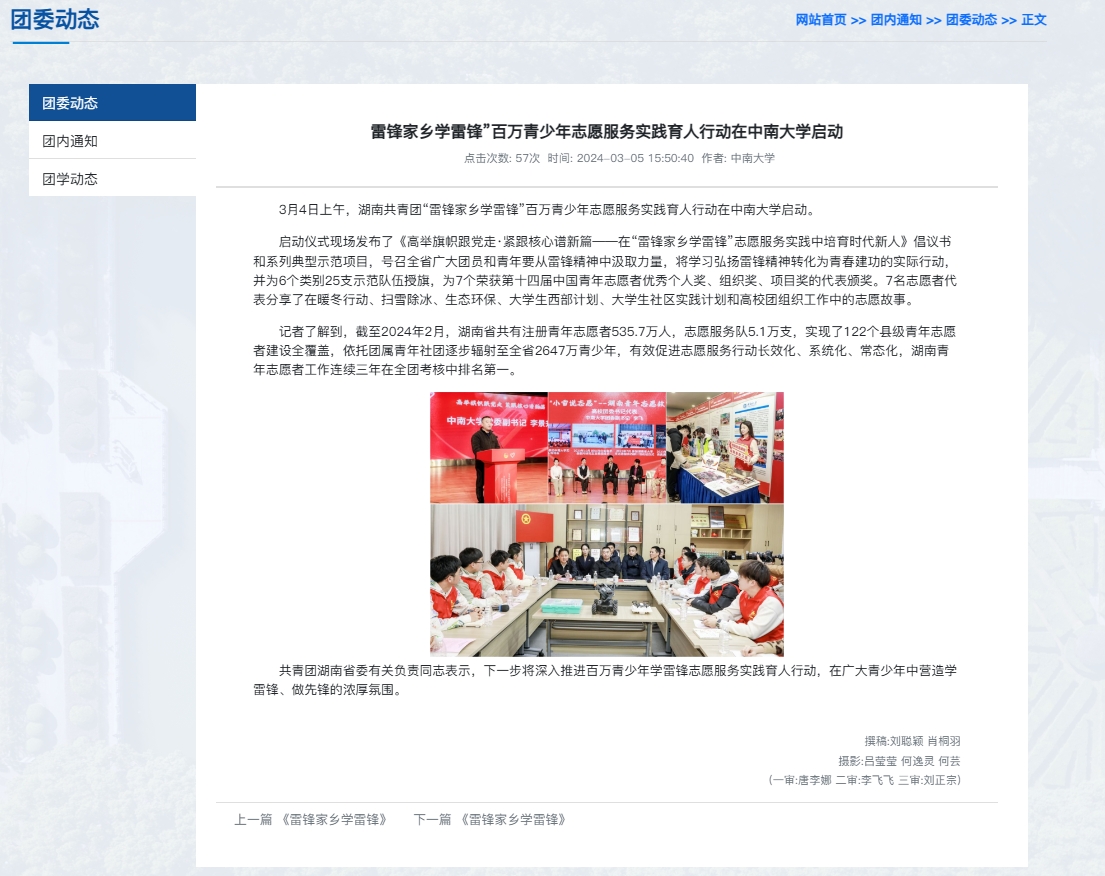 团委动态
网站首页 >> 团内通知 >> 团委动态 >> 正文
团委动态
团内通知
团学动态
雷锋家乡学雷锋”百万青少年志愿服务实践育人行动在中南大学启动
点击次数: 57次 时间: 2024-03-05 15:50:40 作者: 中南大学
3月4日上午，湖南共青团“雷锋家乡学雷锋”百万青少年志愿服务实践育人行动在中南大学启动。
启动仪式现场发布了《高举旗帜跟党走·紧跟核心谱新篇——在“雷锋家乡学雷锋”志愿服务实践中培育时代新人》倡议书
和系列典型示范项目，号召全省广大团员和青年要从雷锋精神中汲取力量，将学习弘扬雷锋精神转化为青春建功的实际行动，
并为6个类别25支示范队伍授旗，为7个荣获第十四届中国青年志愿者优秀个人奖、组织奖、项目奖的代表颁奖。7名志愿者代
表分享了在暖冬行动、扫雪除冰、生态环保、大学生西部计划、大学生社区实践计划和高校团组织工作中的志愿故事。
记者了解到，截至2024年2月，湖南省共有注册青年志愿者535.7万人，志愿服务队5.1万支，实现了122个县级青年志愿
者建设全覆盖，依托团属青年社团逐步辐射至全省2647万青少年，有效促进志愿服务行动长效化、系统化、常态化，湖南青
年志愿者工作连续三年在全团考核中排名第一。
中南大学党委副书记 李景
共青团湖南省委有关负责同志表示，下一步将深入推进百万青少年学雷锋志愿服务实践育人行动，在广大青少年中营造学
雷锋、做先锋的浓厚氛围。
撰稿:刘聪颖 肖桐羽
摄影:吕莹莹 何逸灵 何芸
(一审:唐李娜 二审:李飞飞 三审:刘正宗)
上一篇 《雷锋家乡学雷锋》 下一篇 《雷锋家乡学雷锋》